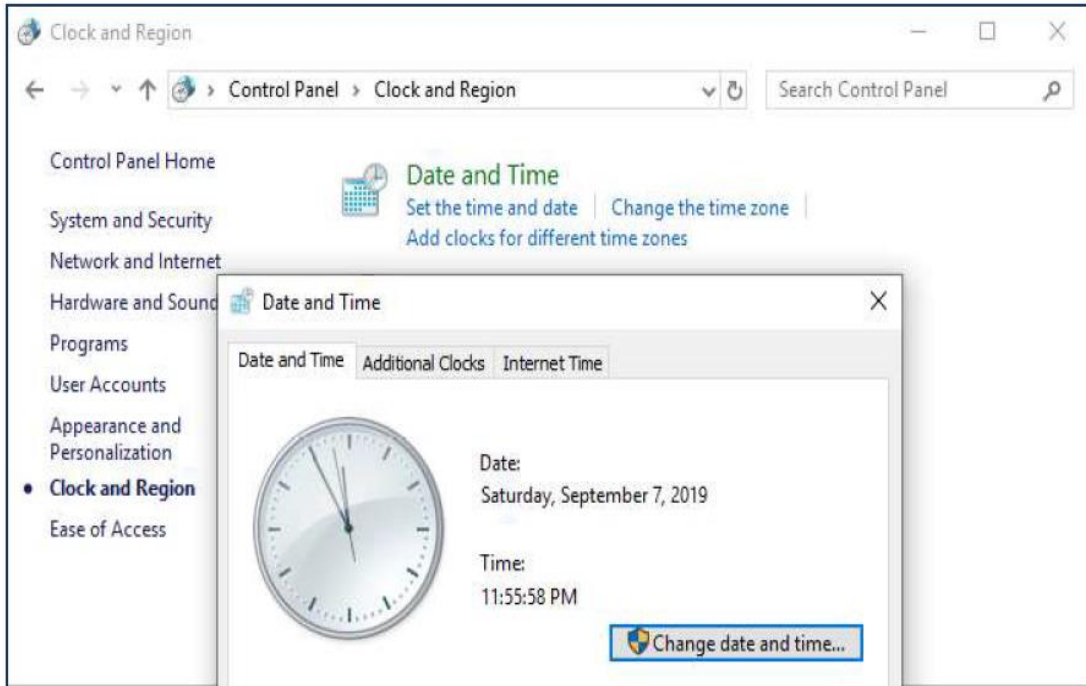 Clock and Region
Control Panel > Clock and Region
Search Control Panel
Control Panel Home
System and Security
Network and Internet
Hardware and Sound
Programs
User Accounts
Appearance and
Personalization
• Clock and Region
Ease of Access
Date and Time
Set the time and date | Change the time zone |
Add clocks for different time zones
Date and Time
Date and Time Additional Clocks Internet Time
Date:
Saturday, September 7, 2019
Time:
11:55:58 PM
Change date and time...